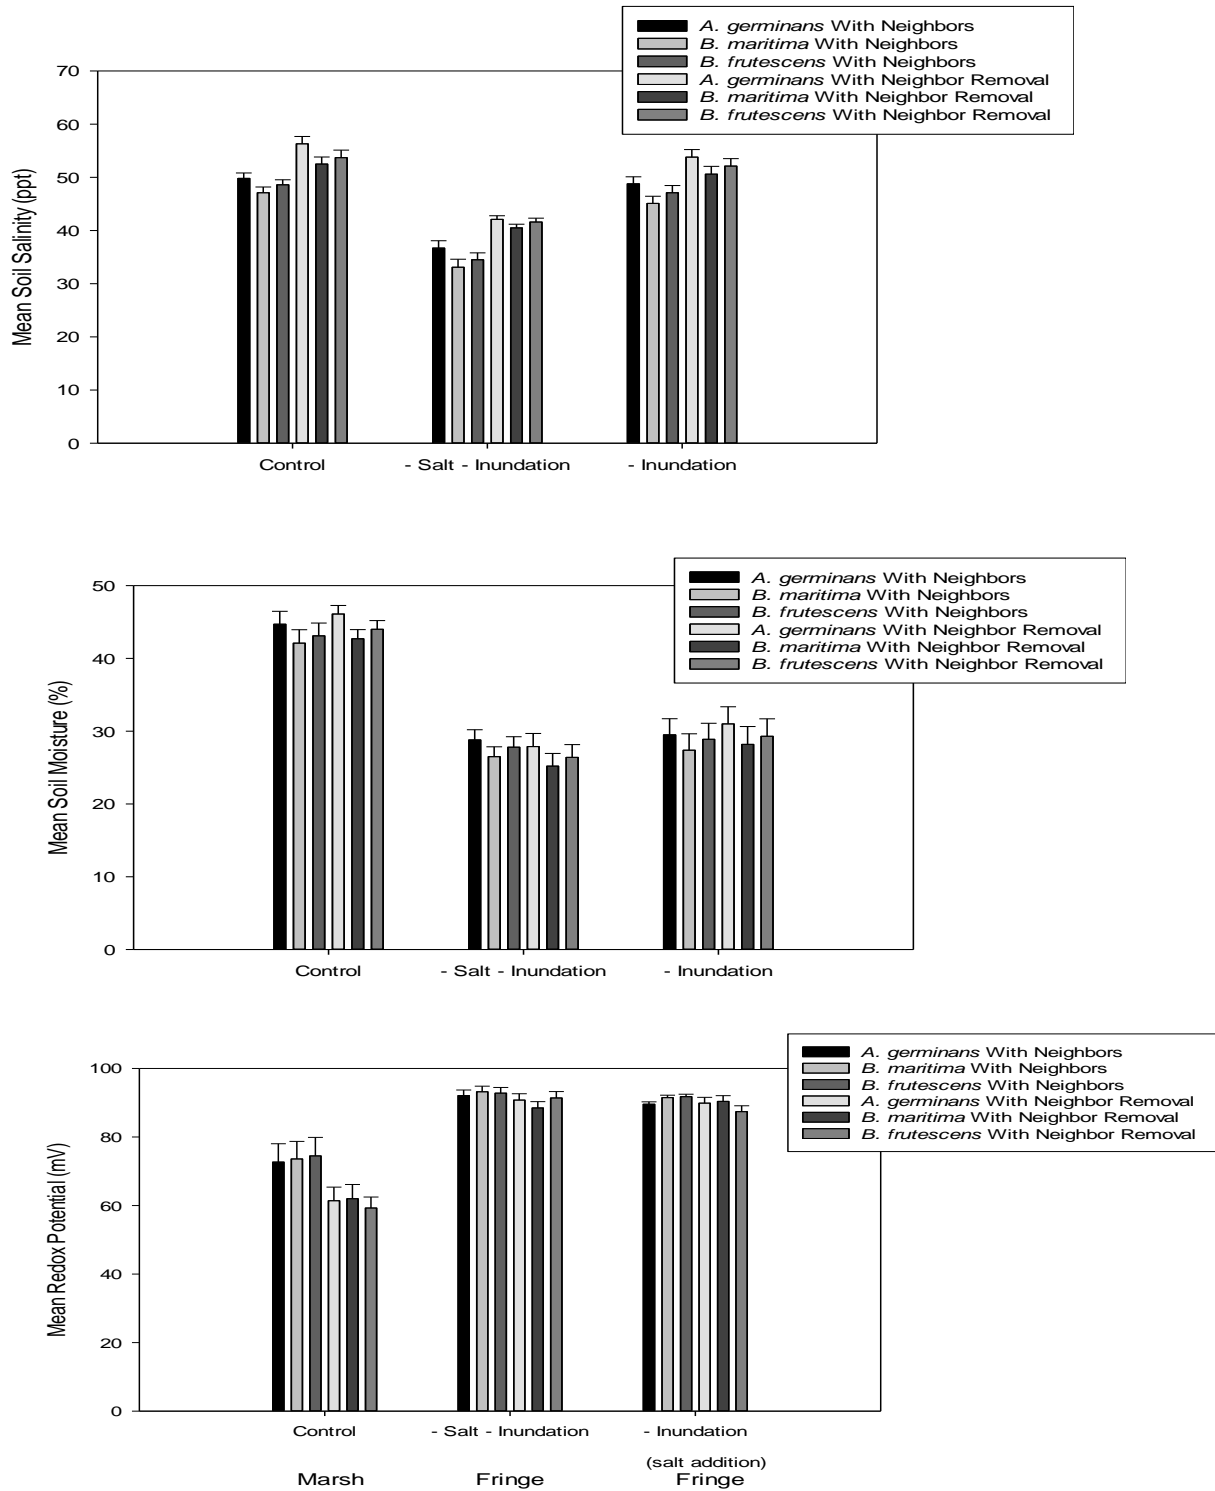 A. germinans With Neighbors
B. maritima With Neighbors
B. frutescens With Neighbors
A. germinans With Neighbor Removal
B. maritima With Neighbor Removal
B. frutescens With Neighbor Removal
Mean Soil Salinity (ppt)
70
60
50
40
30
20
10
0
Control
- Salt - Inundation
- Inundation
A. germinans With Neighbors
B. maritima With Neighbors
B. frutescens With Neighbors
A. germinans With Neighbor Removal
B. maritima With Neighbor Removal
B. frutescens With Neighbor Removal
Mean Soil Moisture (%)
50
40
30
20
10
0
Control
- Salt - Inundation
- Inundation
A. germinans With Neighbors
B. maritima With Neighbors
B. frutescens With Neighbors
A. germinans With Neighbor Removal
B. maritima With Neighbor Removal
B. frutescens With Neighbor Removal
Mean Redox Potential (mV)
100
80
60
40
20
0
Control
- Salt - Inundation
- Inundation
(salt addition)
Marsh
Fringe
Fringe